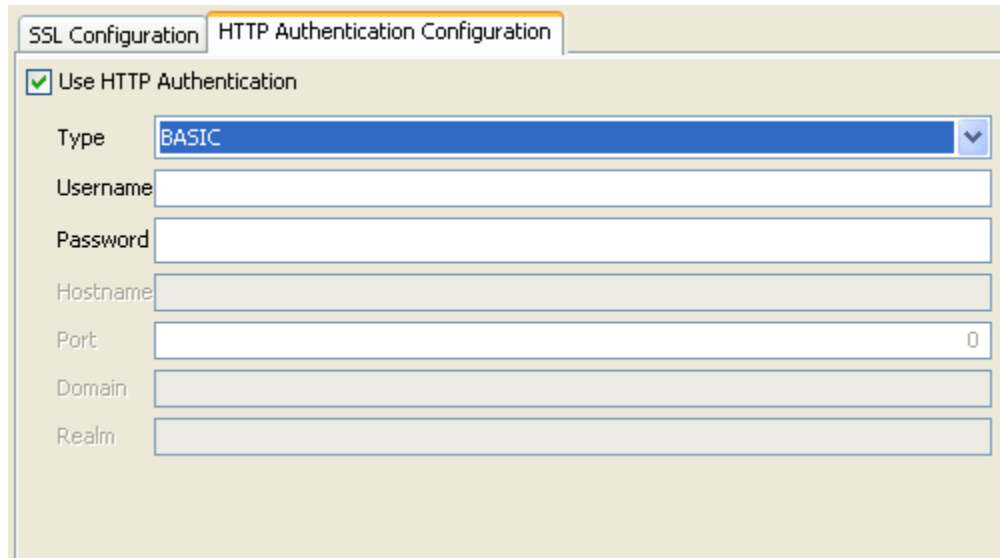 SSL Configuration HTTP Authentication Configuration
Use HTTP Authentication
Type BASIC
Username
Password
Hostname
Port 0
Domain
Realm